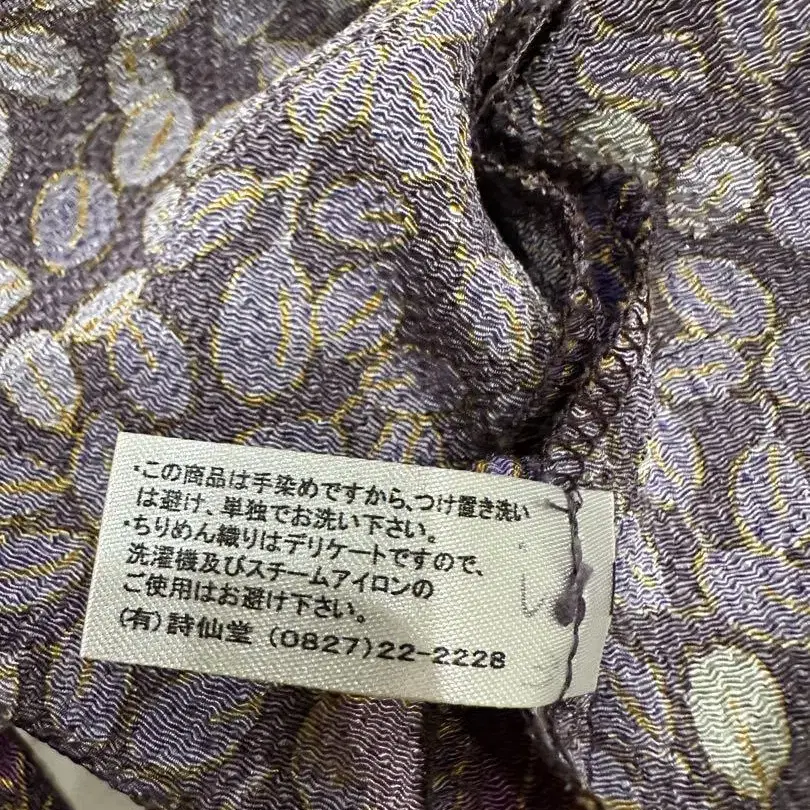 ・この商品は手染めですから、つけ置き洗い
は避け、単独でお洗い下さい。
・ちりめん織りはデリケートですので、
洗濯機及びスチームアイロンの
ご使用はお避け下さい。
(有)詩仙堂 (0827)22-2228